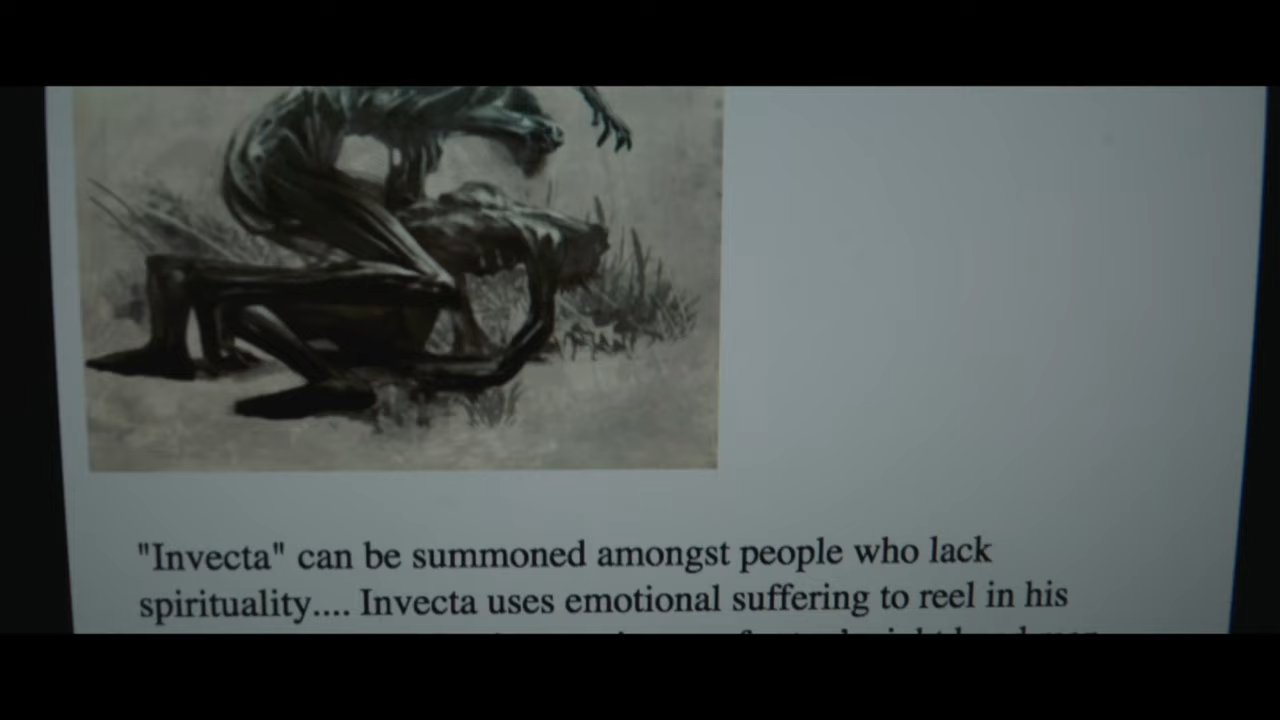 "Invecta" can be summoned amongst people who lack
spirituality.... Invecta uses emotional suffering to reel in his